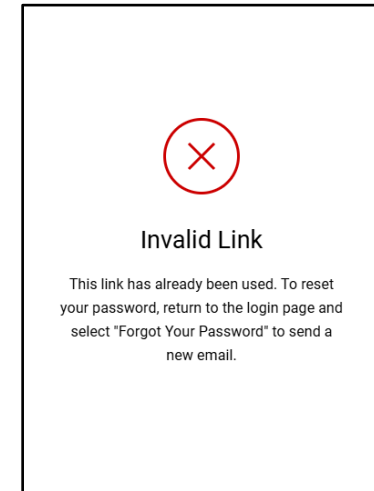 Invalid Link
This link has already been used. To reset
your password, return to the login page and
select "Forgot Your Password" to send a
new email.